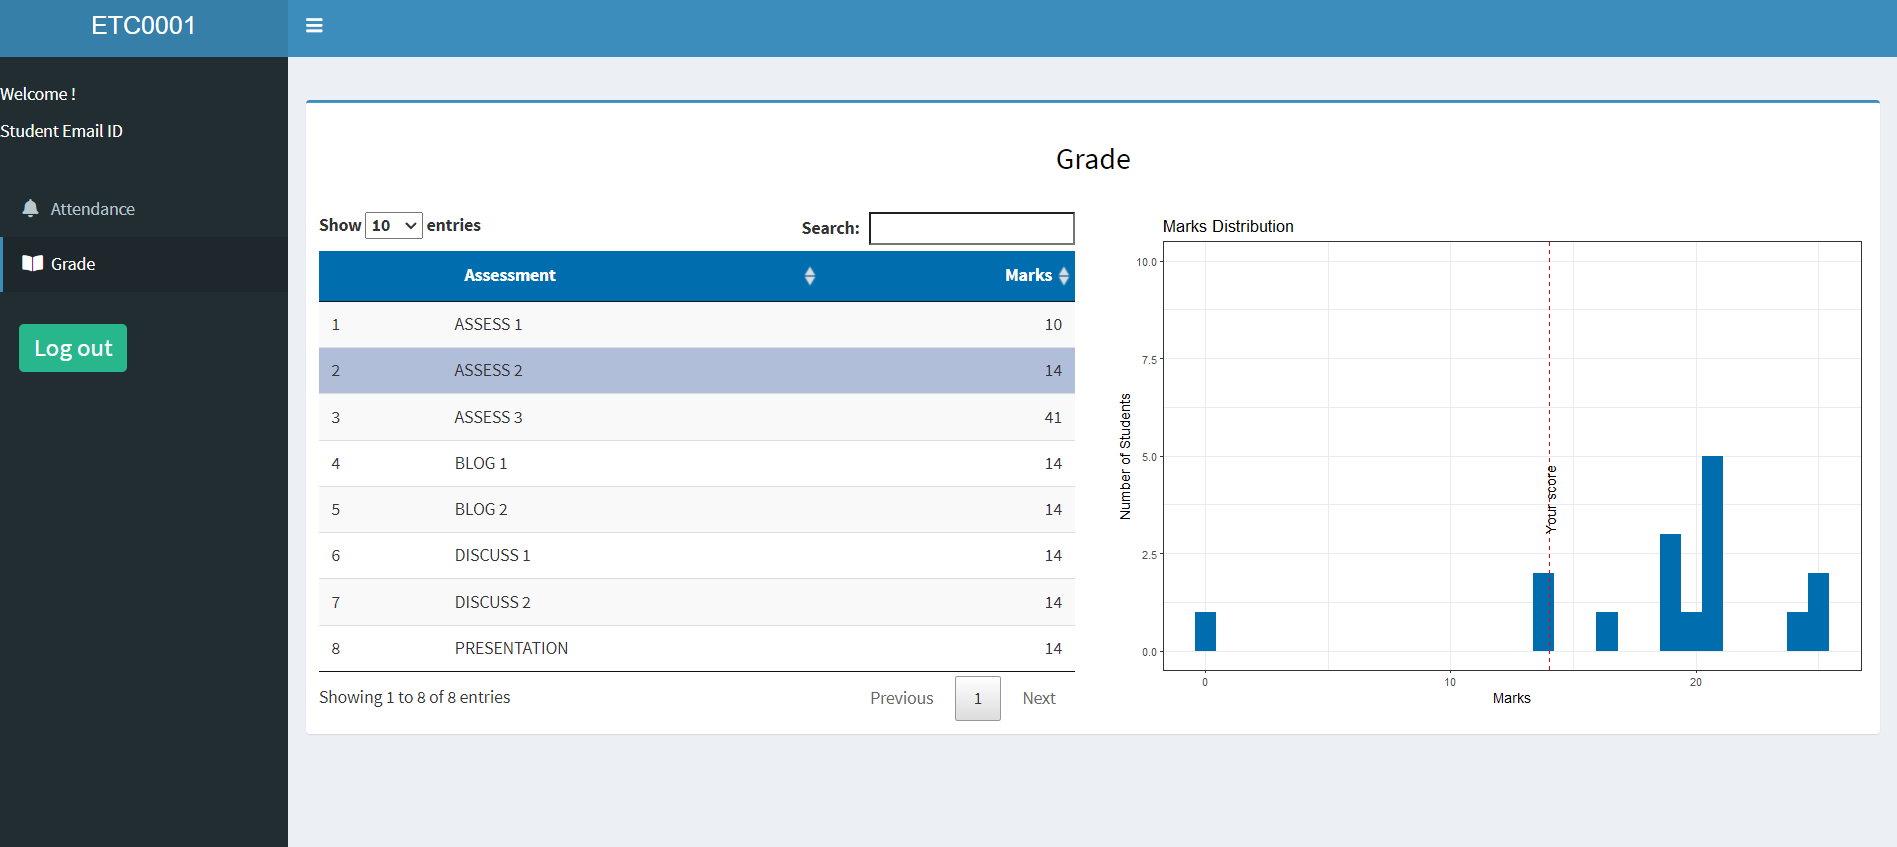 ETC0001
Welcome !
Student Email ID
Attendance
Grade
Log out
Grade
Show 10 entries
Search:
Assessment Marks
1 ASSESS 1 10
2 ASSESS 2 14
3 ASSESS 3 41
4 BLOG 1 14
5 BLOG 2 14
6 DISCUSS 1 14
7 DISCUSS 2 14
8 PRESENTATION 14
Showing 1 to 8 of 8 entries
Previous 1 Next
Marks Distribution
Number of Students
10.0
7.5
5.0
2.5
0.0
Your score
0 10 20
Marks